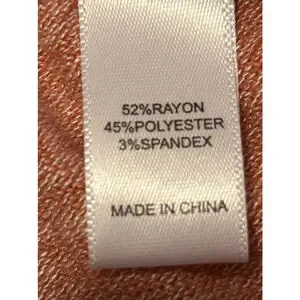 52%RAYON
45%POLYESTER
3%SPANDEX
MADE IN CHINA